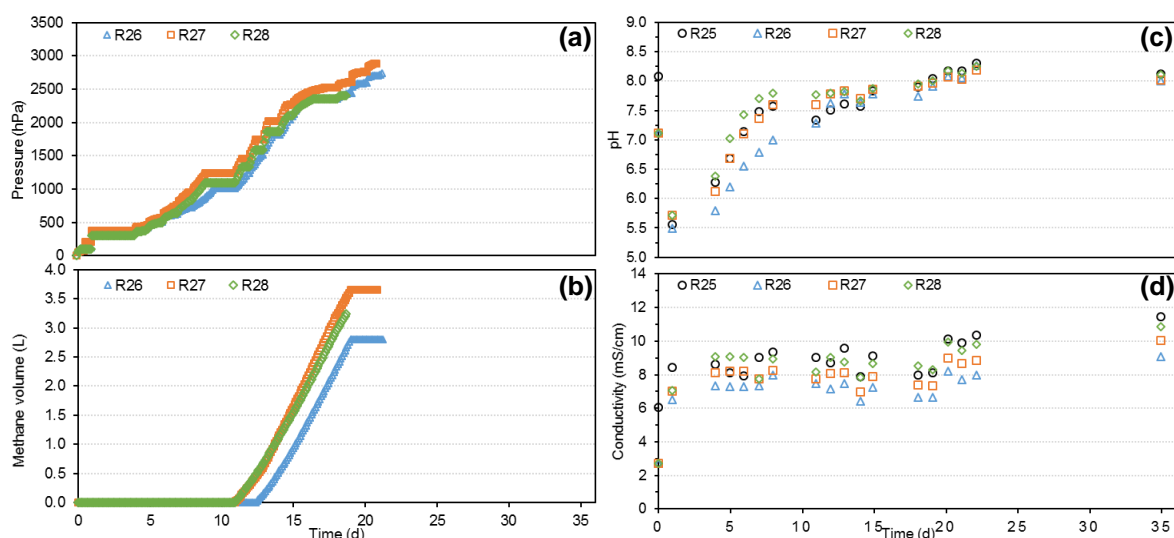 (a)
R26 R27 R28
Pressure (hPa)
3500
3000
2500
2000
1500
1000
500
0
(b)
R26 R27 R28
Methane volume (L)
4.0
3.5
3.0
2.5
2.0
1.5
1.0
0.5
0.0
0 5 10 15 20 25 30 35
Time (d)
(c)
R25 R26 R27 R28
pH
9.0
8.5
8.0
7.5
7.0
6.5
6.0
5.5
5.0
(d)
R25 R26 R27 R28
Conductivity (mS/cm)
14
12
10
8
6
4
2
0
0 5 10 15 20 25 30 35
Time (d)